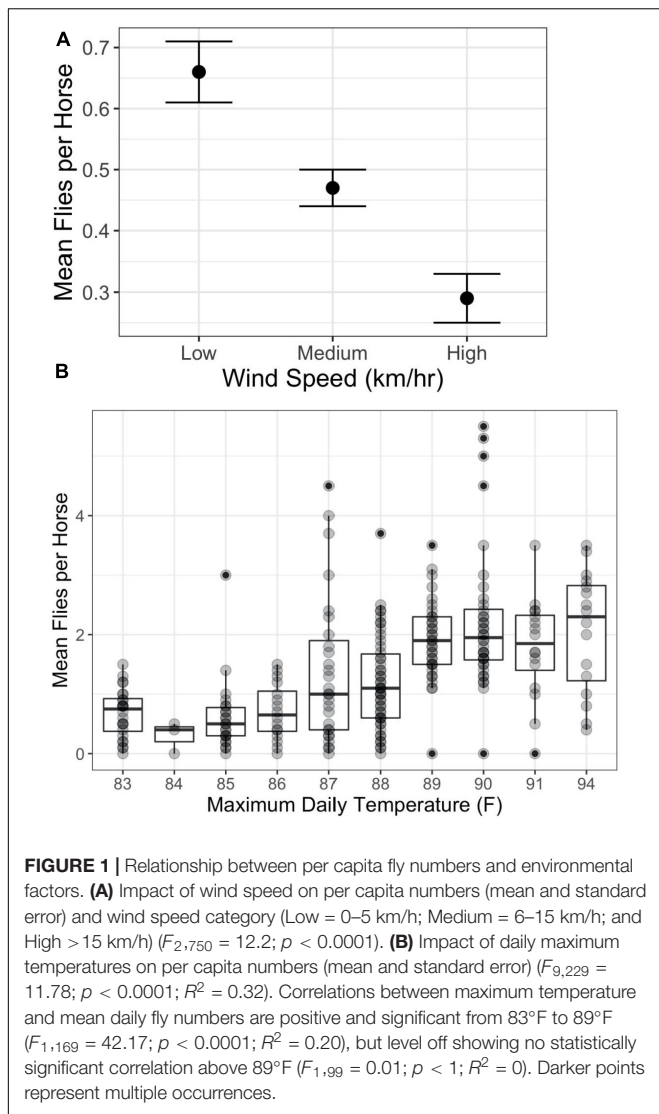 A
0.7
0.6
0.5
0.4
0.3
Mean Flies per Horse
Low Medium High
Wind Speed (km/hr)
B
4
2
0
Mean Flies per Horse
83 84 85 86 87 88 89 90 91 94
Maximum Daily Temperature (F)
FIGURE 1 | Relationship between per capita fly numbers and environmental
factors. (A) Impact of wind speed on per capita numbers (mean and standard
error) and wind speed category (Low = 0–5 km/h; Medium = 6–15 km/h; and
High >15 km/h) (F2,750 = 12.2; p < 0.0001). (B) Impact of daily maximum
temperatures on per capita numbers (mean and standard error) (F9,229 =
11.78; p < 0.0001; R2 = 0.32). Correlations between maximum temperature
and mean daily fly numbers are positive and significant from 83°F to 89°F
(F1,169 = 42.17; p < 0.0001; R2 = 0.20), but level off showing no statistically
significant correlation above 89°F (F1,99 = 0.01; p < 1; R2 = 0). Darker points
represent multiple occurrences.